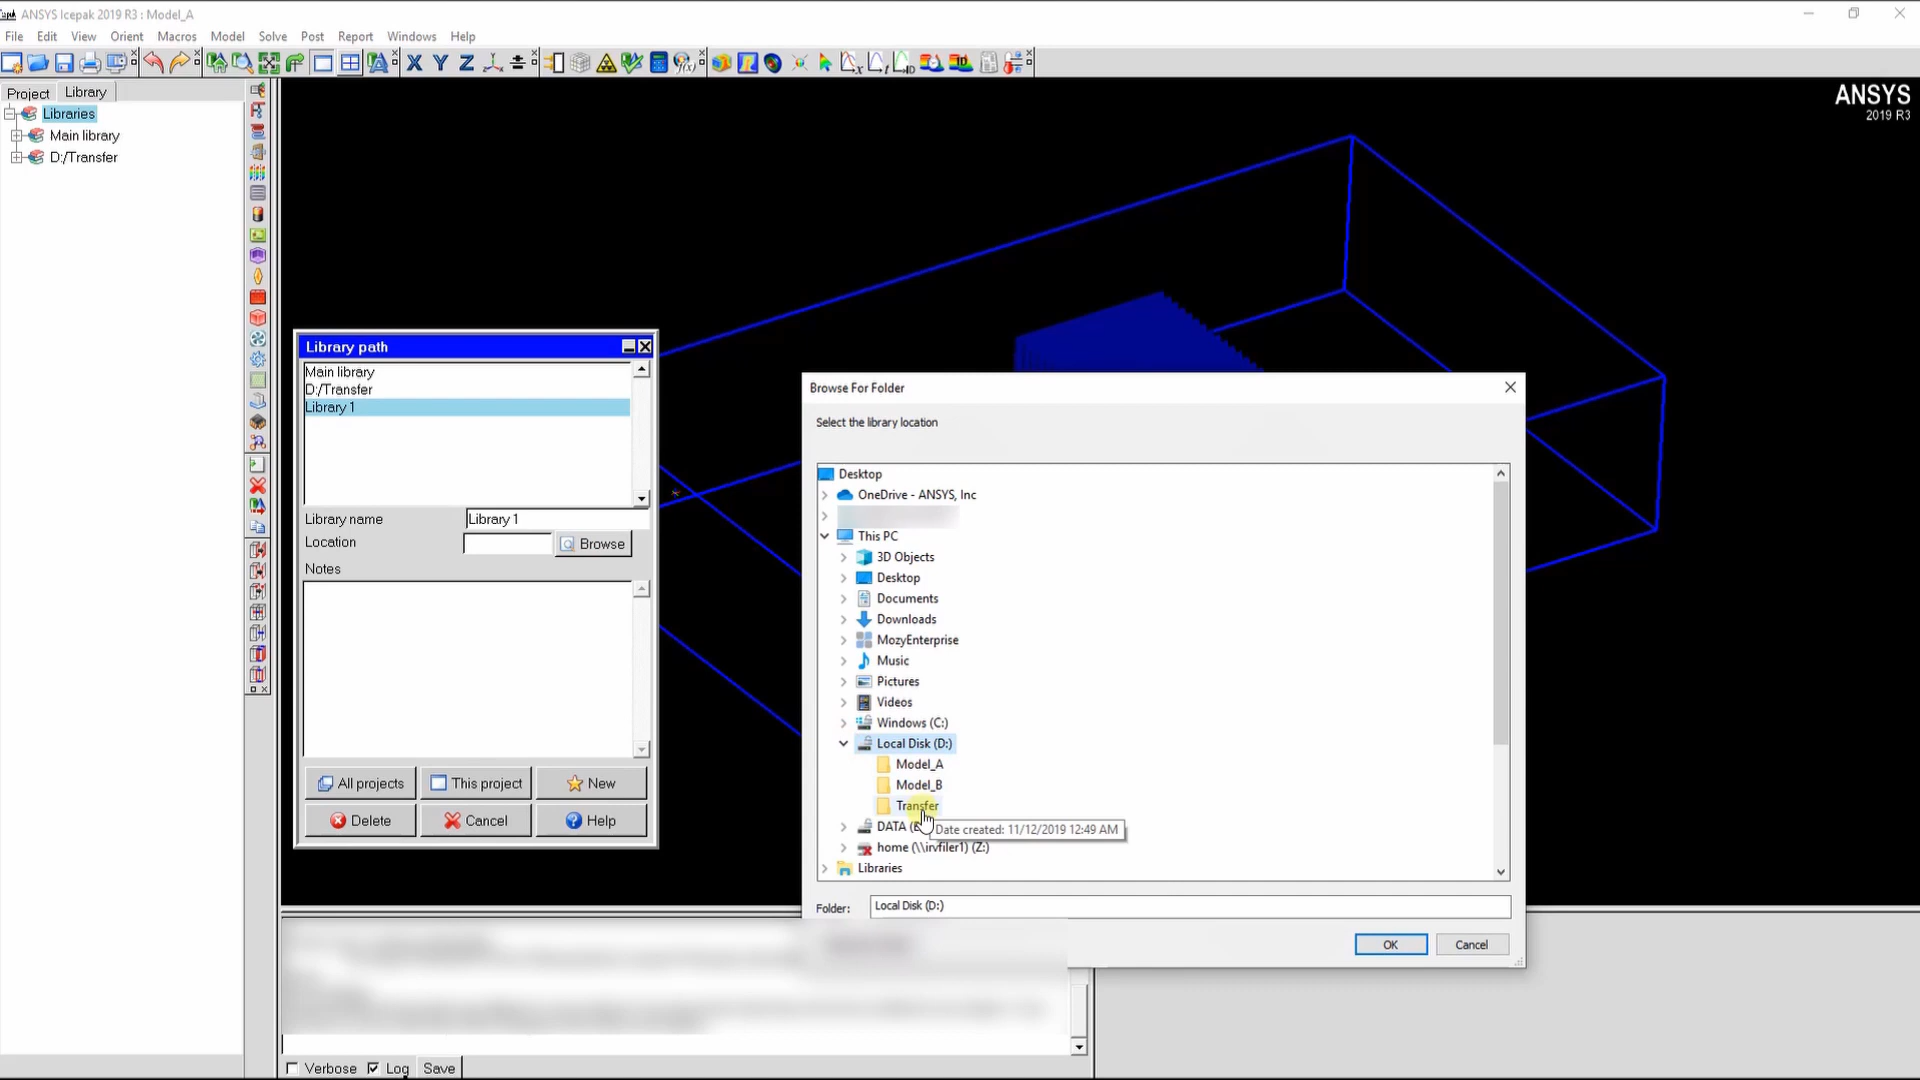 ANSYS Icepak 2019 R3 : Model_A
File Edit View Orient Macros Model Solve Post Report Windows Help
X Y Z
Project Library
Libraries
Main library
D:/Transfer
ANSYS
2019 R3
Library path
Main library
D:/Transfer
Library 1
Library name Library 1
Location Browse
Notes
All projects This project New
Delete Cancel Help
Browse For Folder
Select the library location
Desktop
OneDrive - ANSYS, Inc
This PC
3D Objects
Desktop
Documents
Downloads
MozyEnterprise
Music
Pictures
Videos
Windows (C:)
Local Disk (D:)
Model_A
Model_B
Transfer
DATA
Date created: 11/12/2019 12:49 AM
home (\\irvfiler1) (Z:)
Libraries
Folder: Local Disk (D:)
OK Cancel
Verbose Log Save